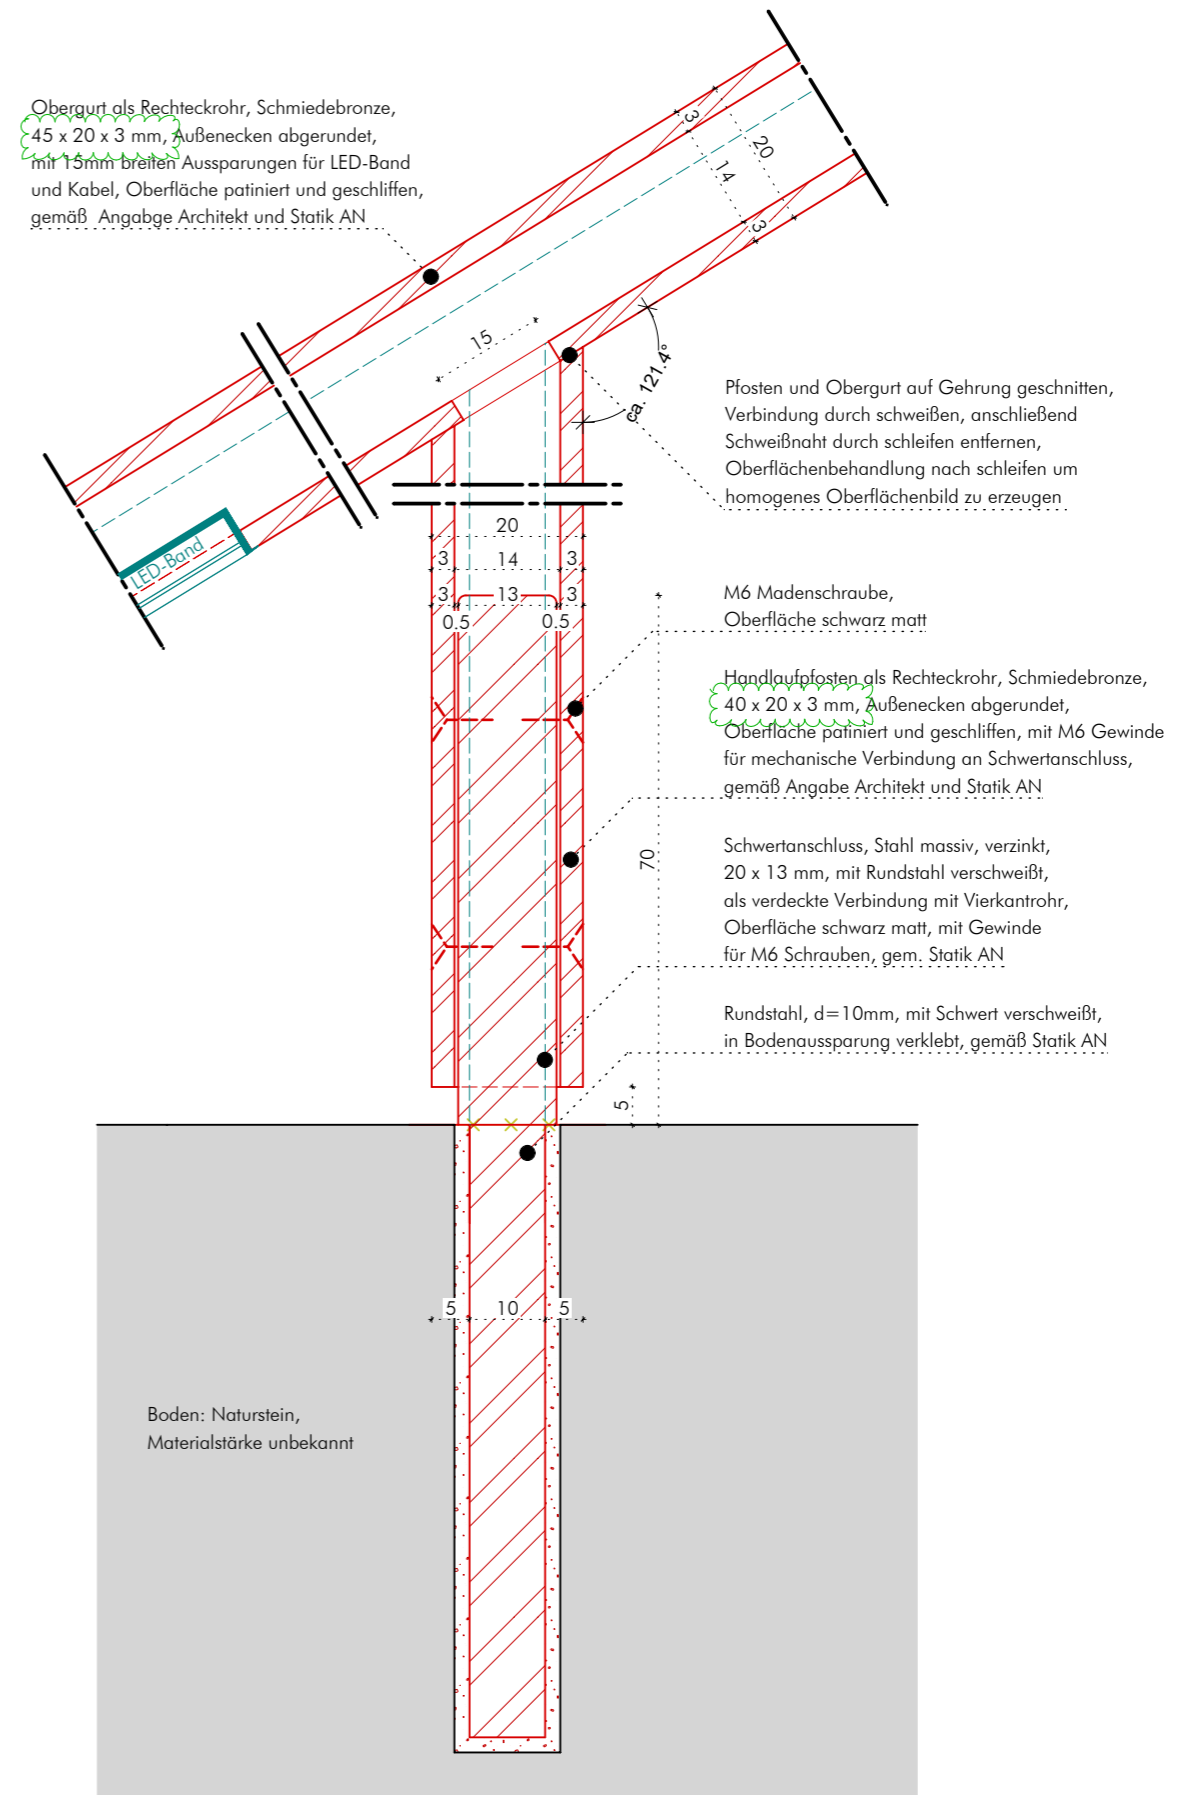 Obergurt als Rechteckrohr, Schmiedebronze,
45 x 20 x 3 mm, Außenecken abgerundet,
mit 15mm breiten Aussparungen für LED-Band
und Kabel, Oberfläche patiniert und geschliffen,
gemäß Angabge Architekt und Statik AN
3
20
14
3
15
ca. 121.4°
Pfosten und Obergurt auf Gehrung geschnitten,
Verbindung durch schweißen, anschließend
Schweißnaht durch schleifen entfernen,
Oberflächenbehandlung nach schleifen um
homogenes Oberflächenbild zu erzeugen
LED-Band
20
3 14 3
3 13 3
0.5 0.5
M6 Madenschraube,
Oberfläche schwarz matt
Handlaufpfosten als Rechteckrohr, Schmiedebronze,
40 x 20 x 3 mm, Außenecken abgerundet,
Oberfläche patiniert und geschliffen, mit M6 Gewinde
für mechanische Verbindung an Schwertanschluss,
gemäß Angabe Architekt und Statik AN
70
Schwertanschluss, Stahl massiv, verzinkt,
20 x 13 mm, mit Rundstahl verschweißt,
als verdeckte Verbindung mit Vierkantrohr,
Oberfläche schwarz matt, mit Gewinde
für M6 Schrauben, gem. Statik AN
Rundstahl, d=10mm, mit Schwert verschweißt,
in Bodenaussparung verklebt, gemäß Statik AN
5
5 10 5
Boden: Naturstein,
Materialstärke unbekannt